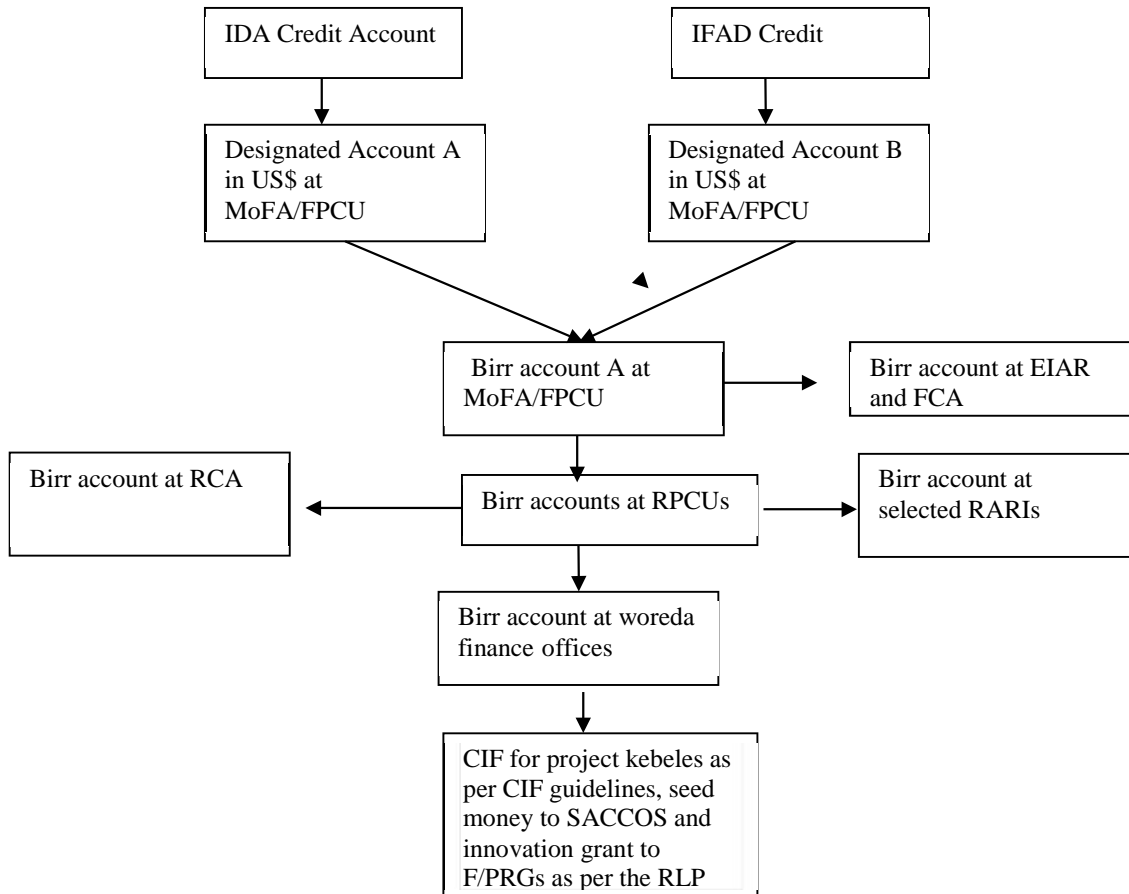 IDA Credit Account
IFAD Credit
Designated Account A
in US$ at
MoFA/FPCU
Designated Account B
in US$ at
MoFA/FPCU
Birr account A at
MoFA/FPCU
Birr account at EIAR
and FCA
Birr account at RCA
Birr accounts at RPCUs
Birr account at
selected RARIs
Birr account at woreda
finance offices
CIF for project kebeles as
per CIF guidelines, seed
money to SACCOS and
innovation grant to
F/PRGs as per the RLP